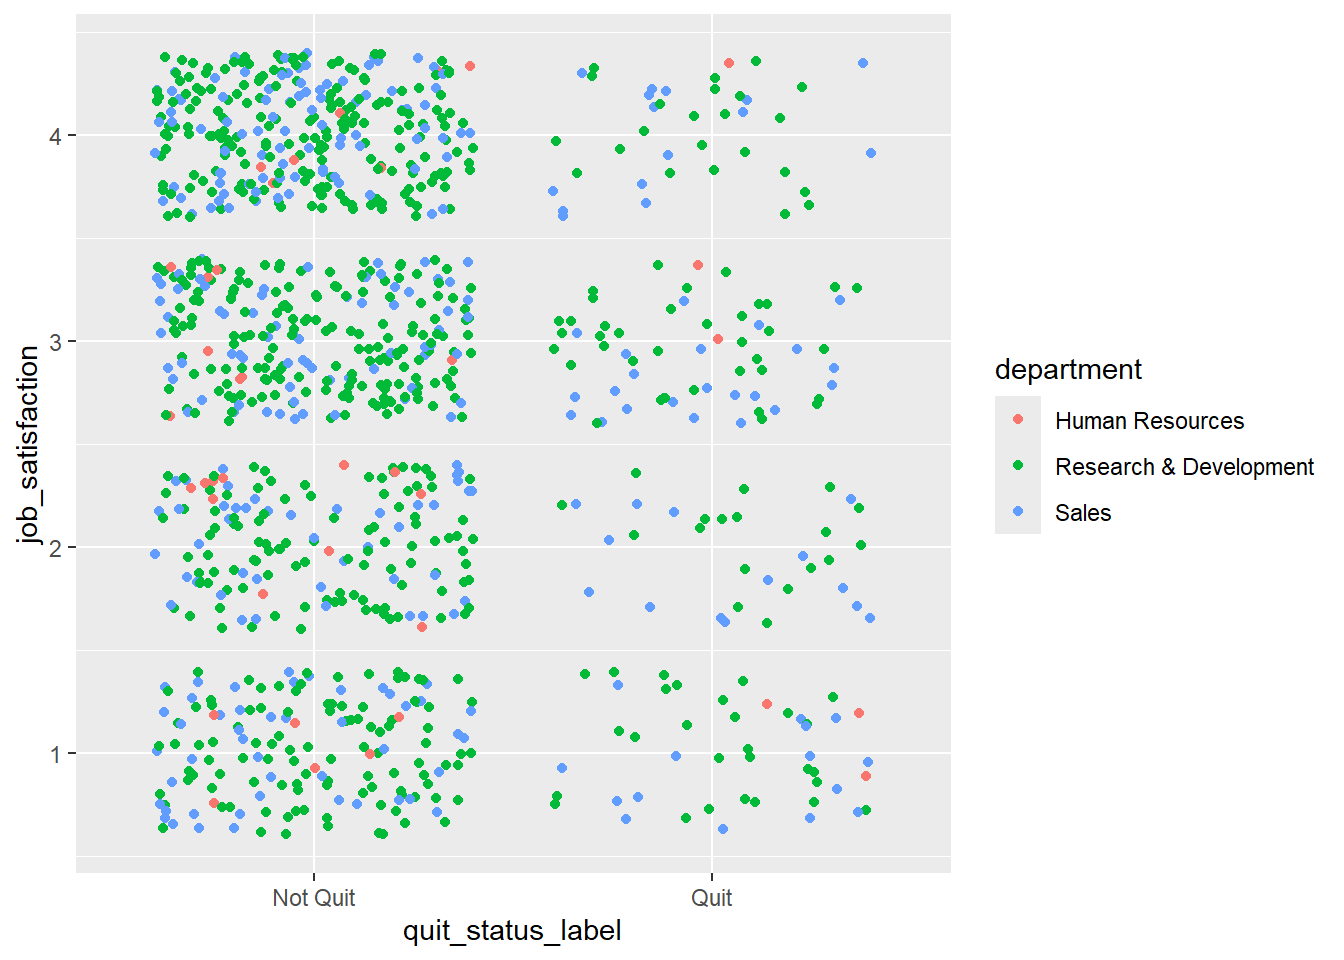 4
3
2
1
job_satisfaction
Not Quit
Quit
quit_status_label
department
Human Resources
Research & Development
Sales